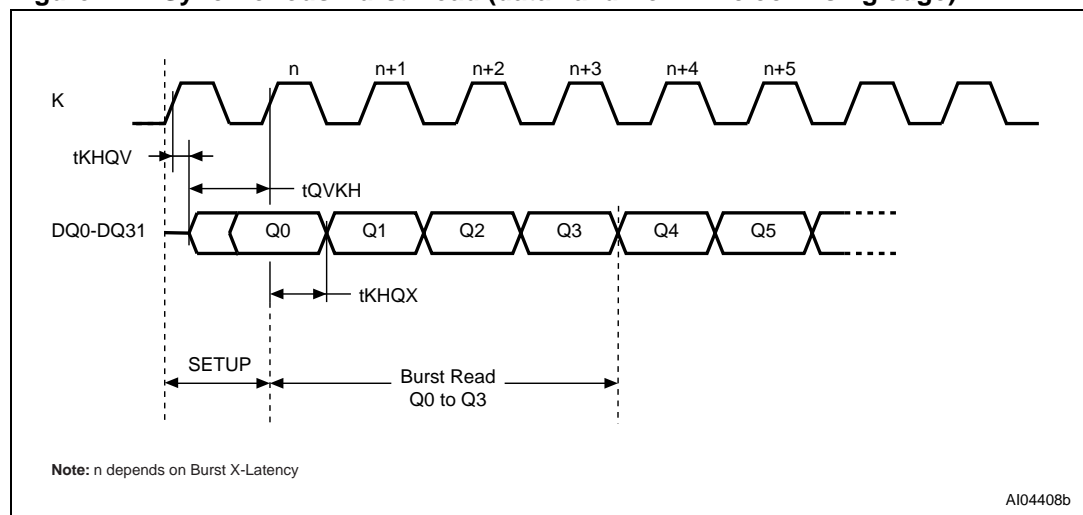 n n+1 n+2 n+3 n+4 n+5
K
tKHQV
tQVKH
DQ0-DQ31 Q0 Q1 Q2 Q3 Q4 Q5
tKHQX
SETUP
Burst Read
Q0 to Q3
Note: n depends on Burst X-Latency
AI04408b